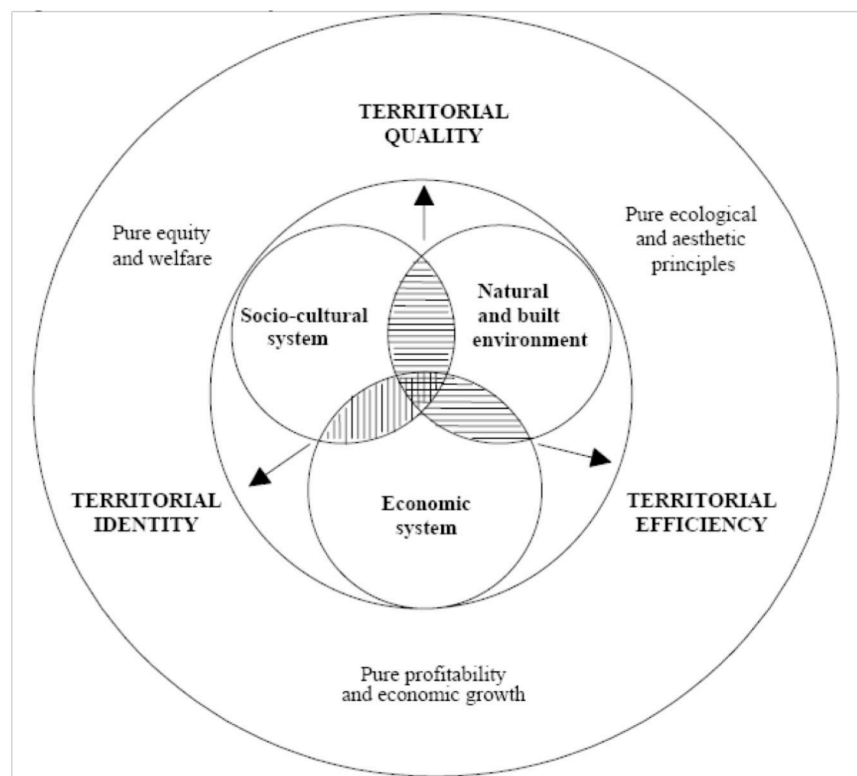 TERRITORIAL
QUALITY
Pure equity
and welfare
Pure ecological
and aesthetic
principles
Socio-cultural
system
Natural
and built
environment
TERRITORIAL
IDENTITY
Economic
system
TERRITORIAL
EFFICIENCY
Pure profitability
and economic growth